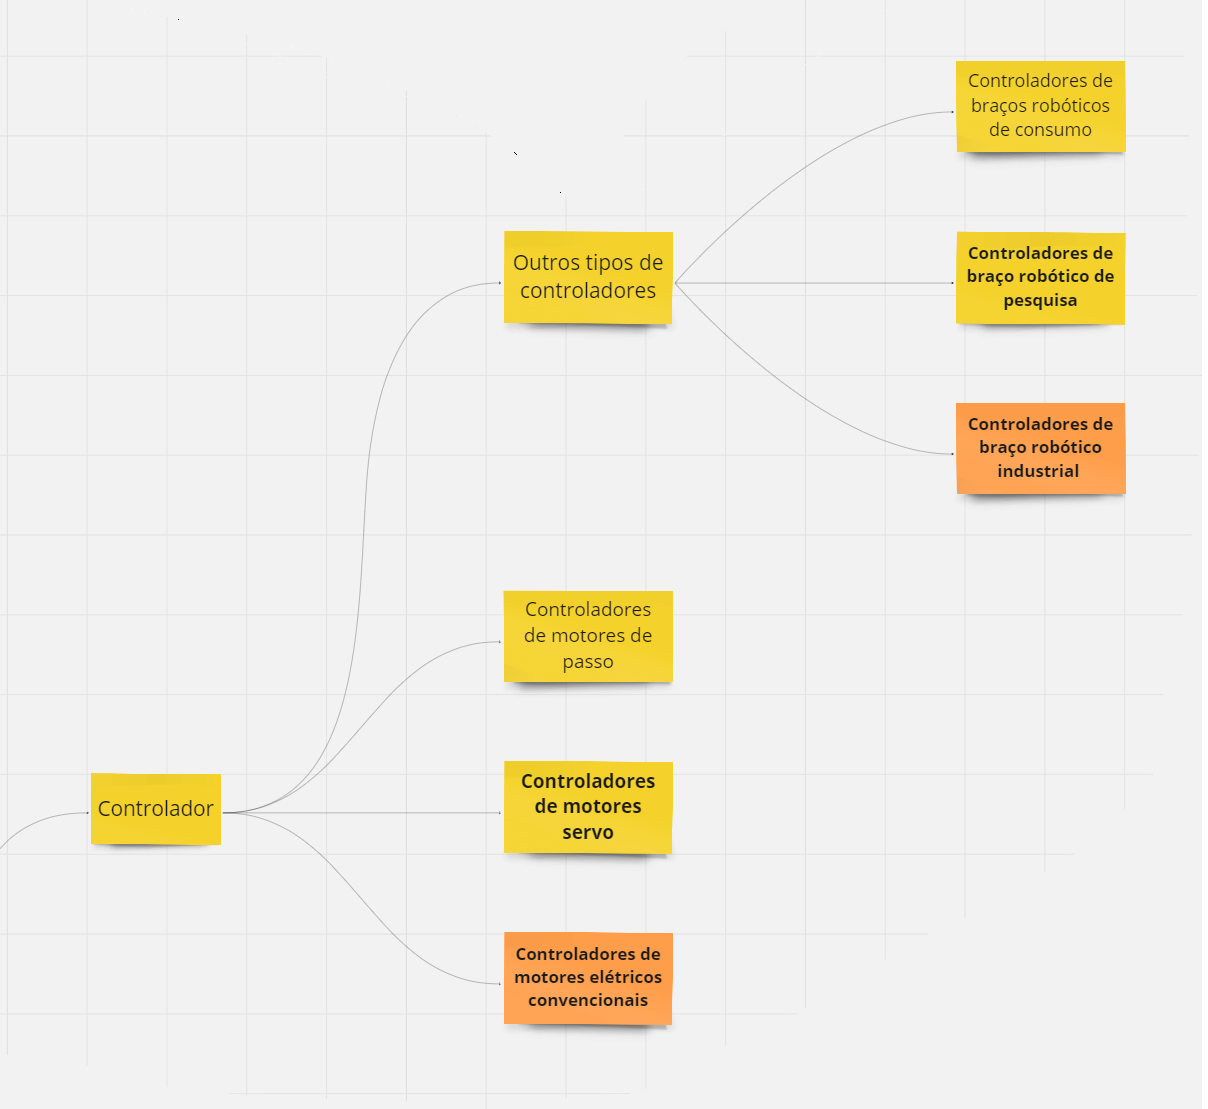 Controladores de
braços robóticos
de consumo
Outros tipos de
controladores
Controladores de
braço robótico de
pesquisa
Controladores de
braço robótico
industrial
Controladores
de motores de
passo
Controlador
Controladores
de motores
servo
Controladores de
motores elétricos
convencionais